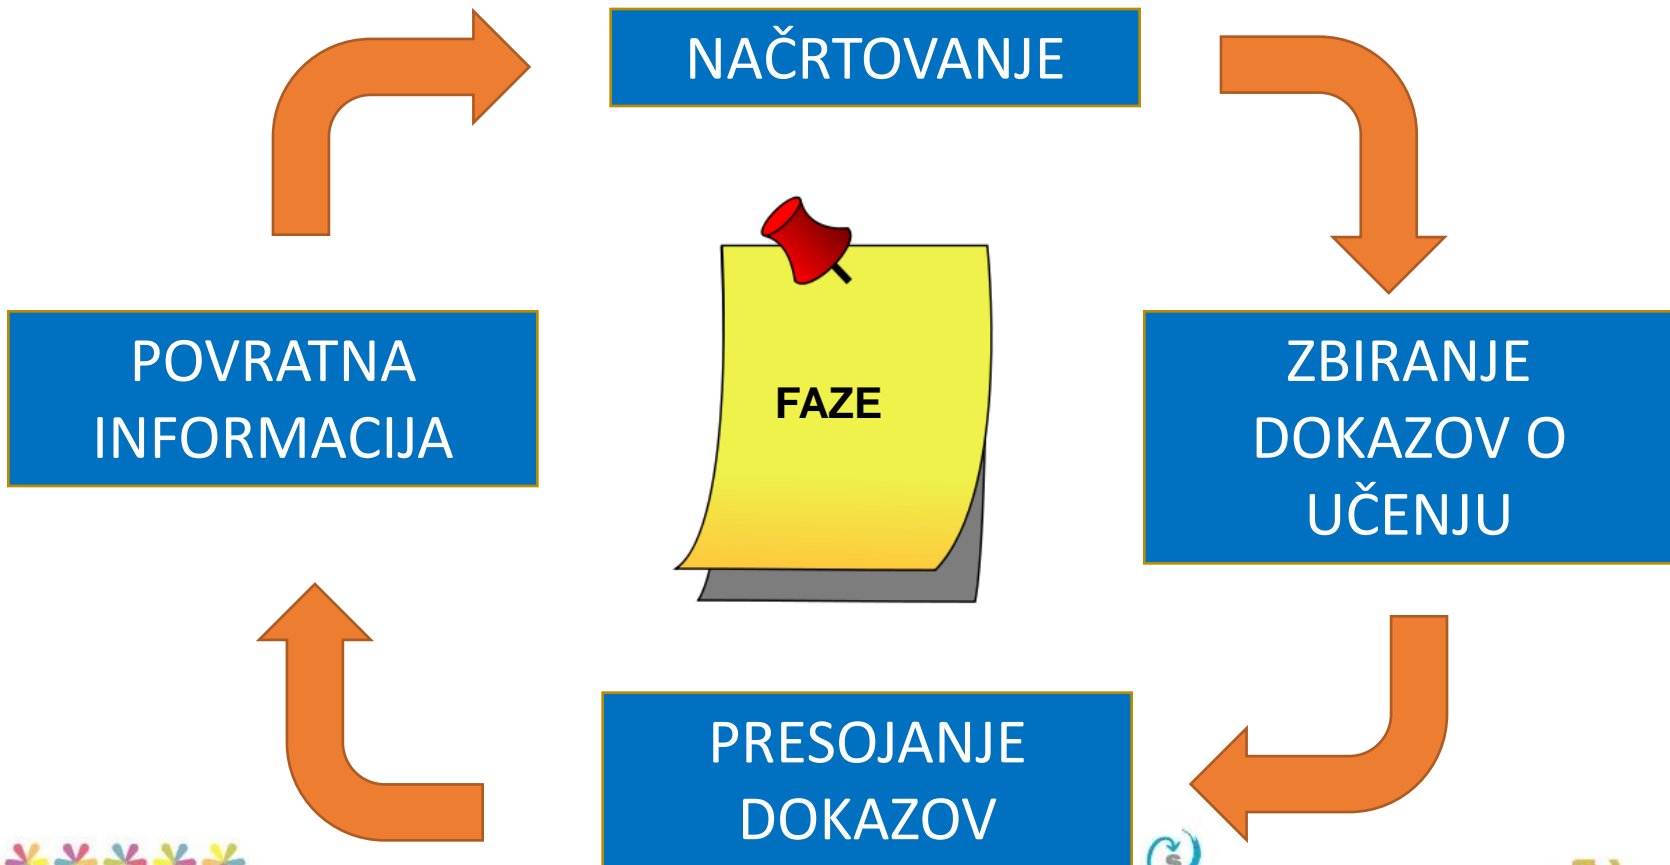 NAČRTOVANJE
POVRATNA
INFORMACIJA
FAZE
ZBIRANJE
DOKAZOV O
UČENJU
PRESOJANJE
DOKAZOV